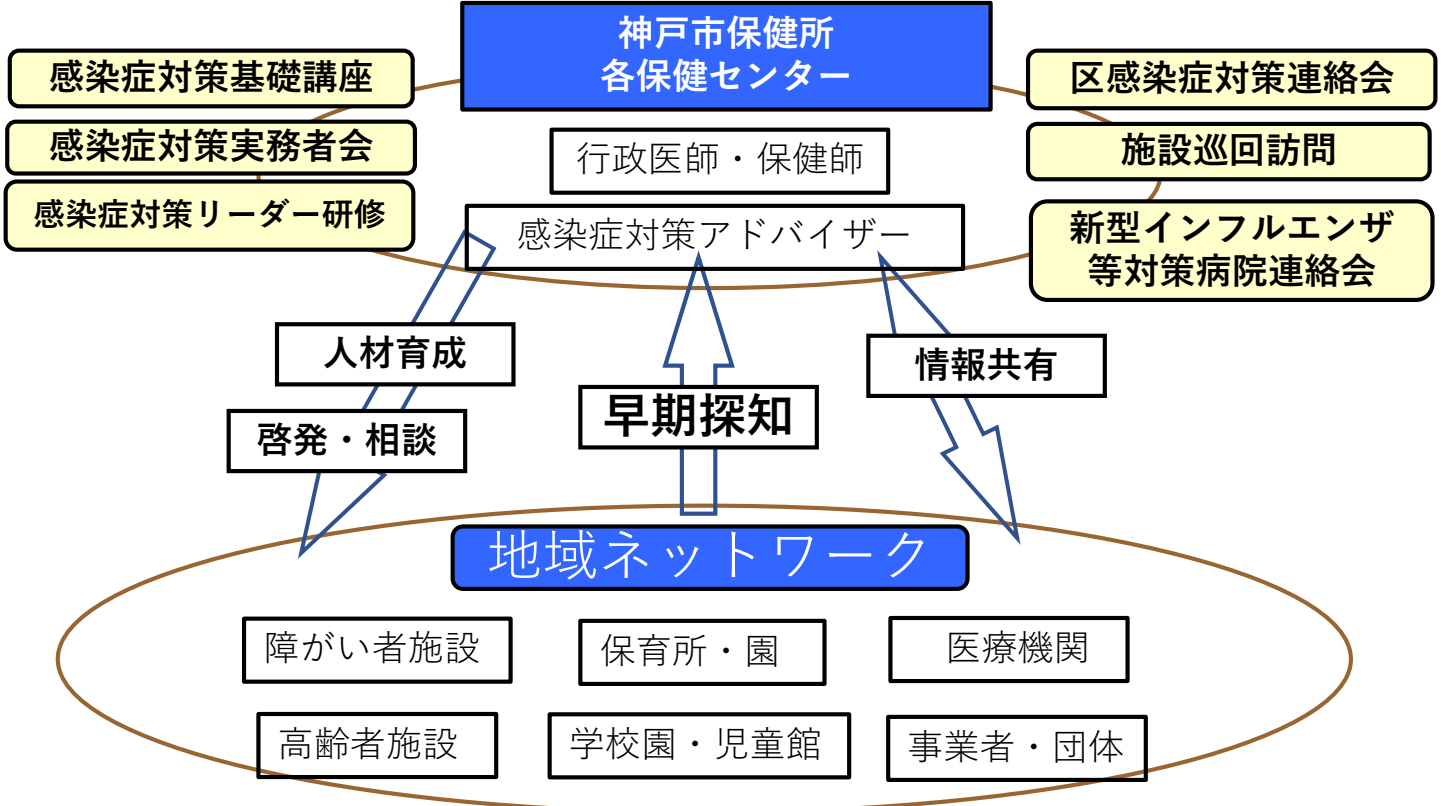 神戸市保健所
各保健センター
感染症対策基礎講座
感染症対策実務者会
感染症対策リーダー研修
区感染症対策連絡会
施設巡回訪問
新型インフルエンザ
等対策病院連絡会
行政医師・保健師
感染症対策アドバイザー
人材育成
啓発・相談
早期探知
情報共有
地域ネットワーク
障がい者施設
保育所・園
医療機関
高齢者施設
学校園・児童館
事業者・団体